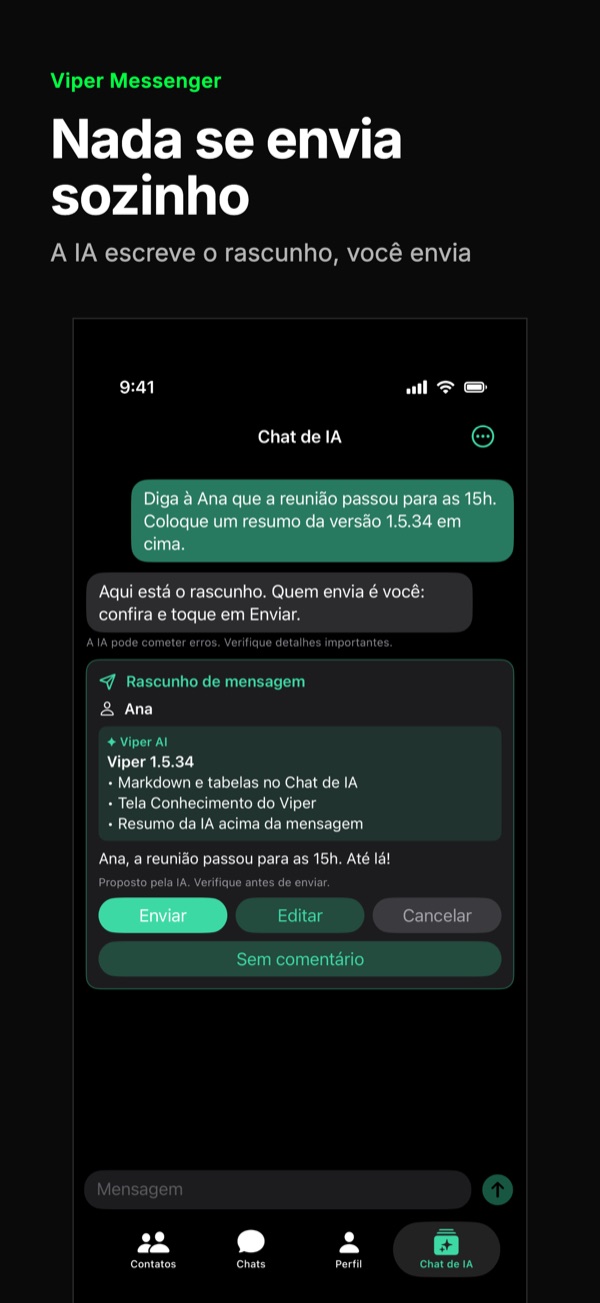 Viper Messenger
Nada se envia
sozinho
A IA escreve o rascunho, você envia
9:41
Chat de IA
Diga à Ana que a reunião passou para as 15h.
Coloque um resumo da versão 1.5.34 em
cima.
Aqui está o rascunho. Quem envia é você:
confira e toque em Enviar.
A IA pode cometer erros. Verifique detalhes importantes.
Rascunho de mensagem
Ana
Viper AI
Viper 1.5.34
• Markdown e tabelas no Chat de IA
• Tela Conhecimento do Viper
• Resumo da IA acima da mensagem
Ana, a reunião passou para as 15h. Até lá!
Proposto pela IA. Verifique antes de enviar.
Enviar Editar Cancelar
Sem comentário
Mensagem
Contatos Chats Perfil Chat de IA